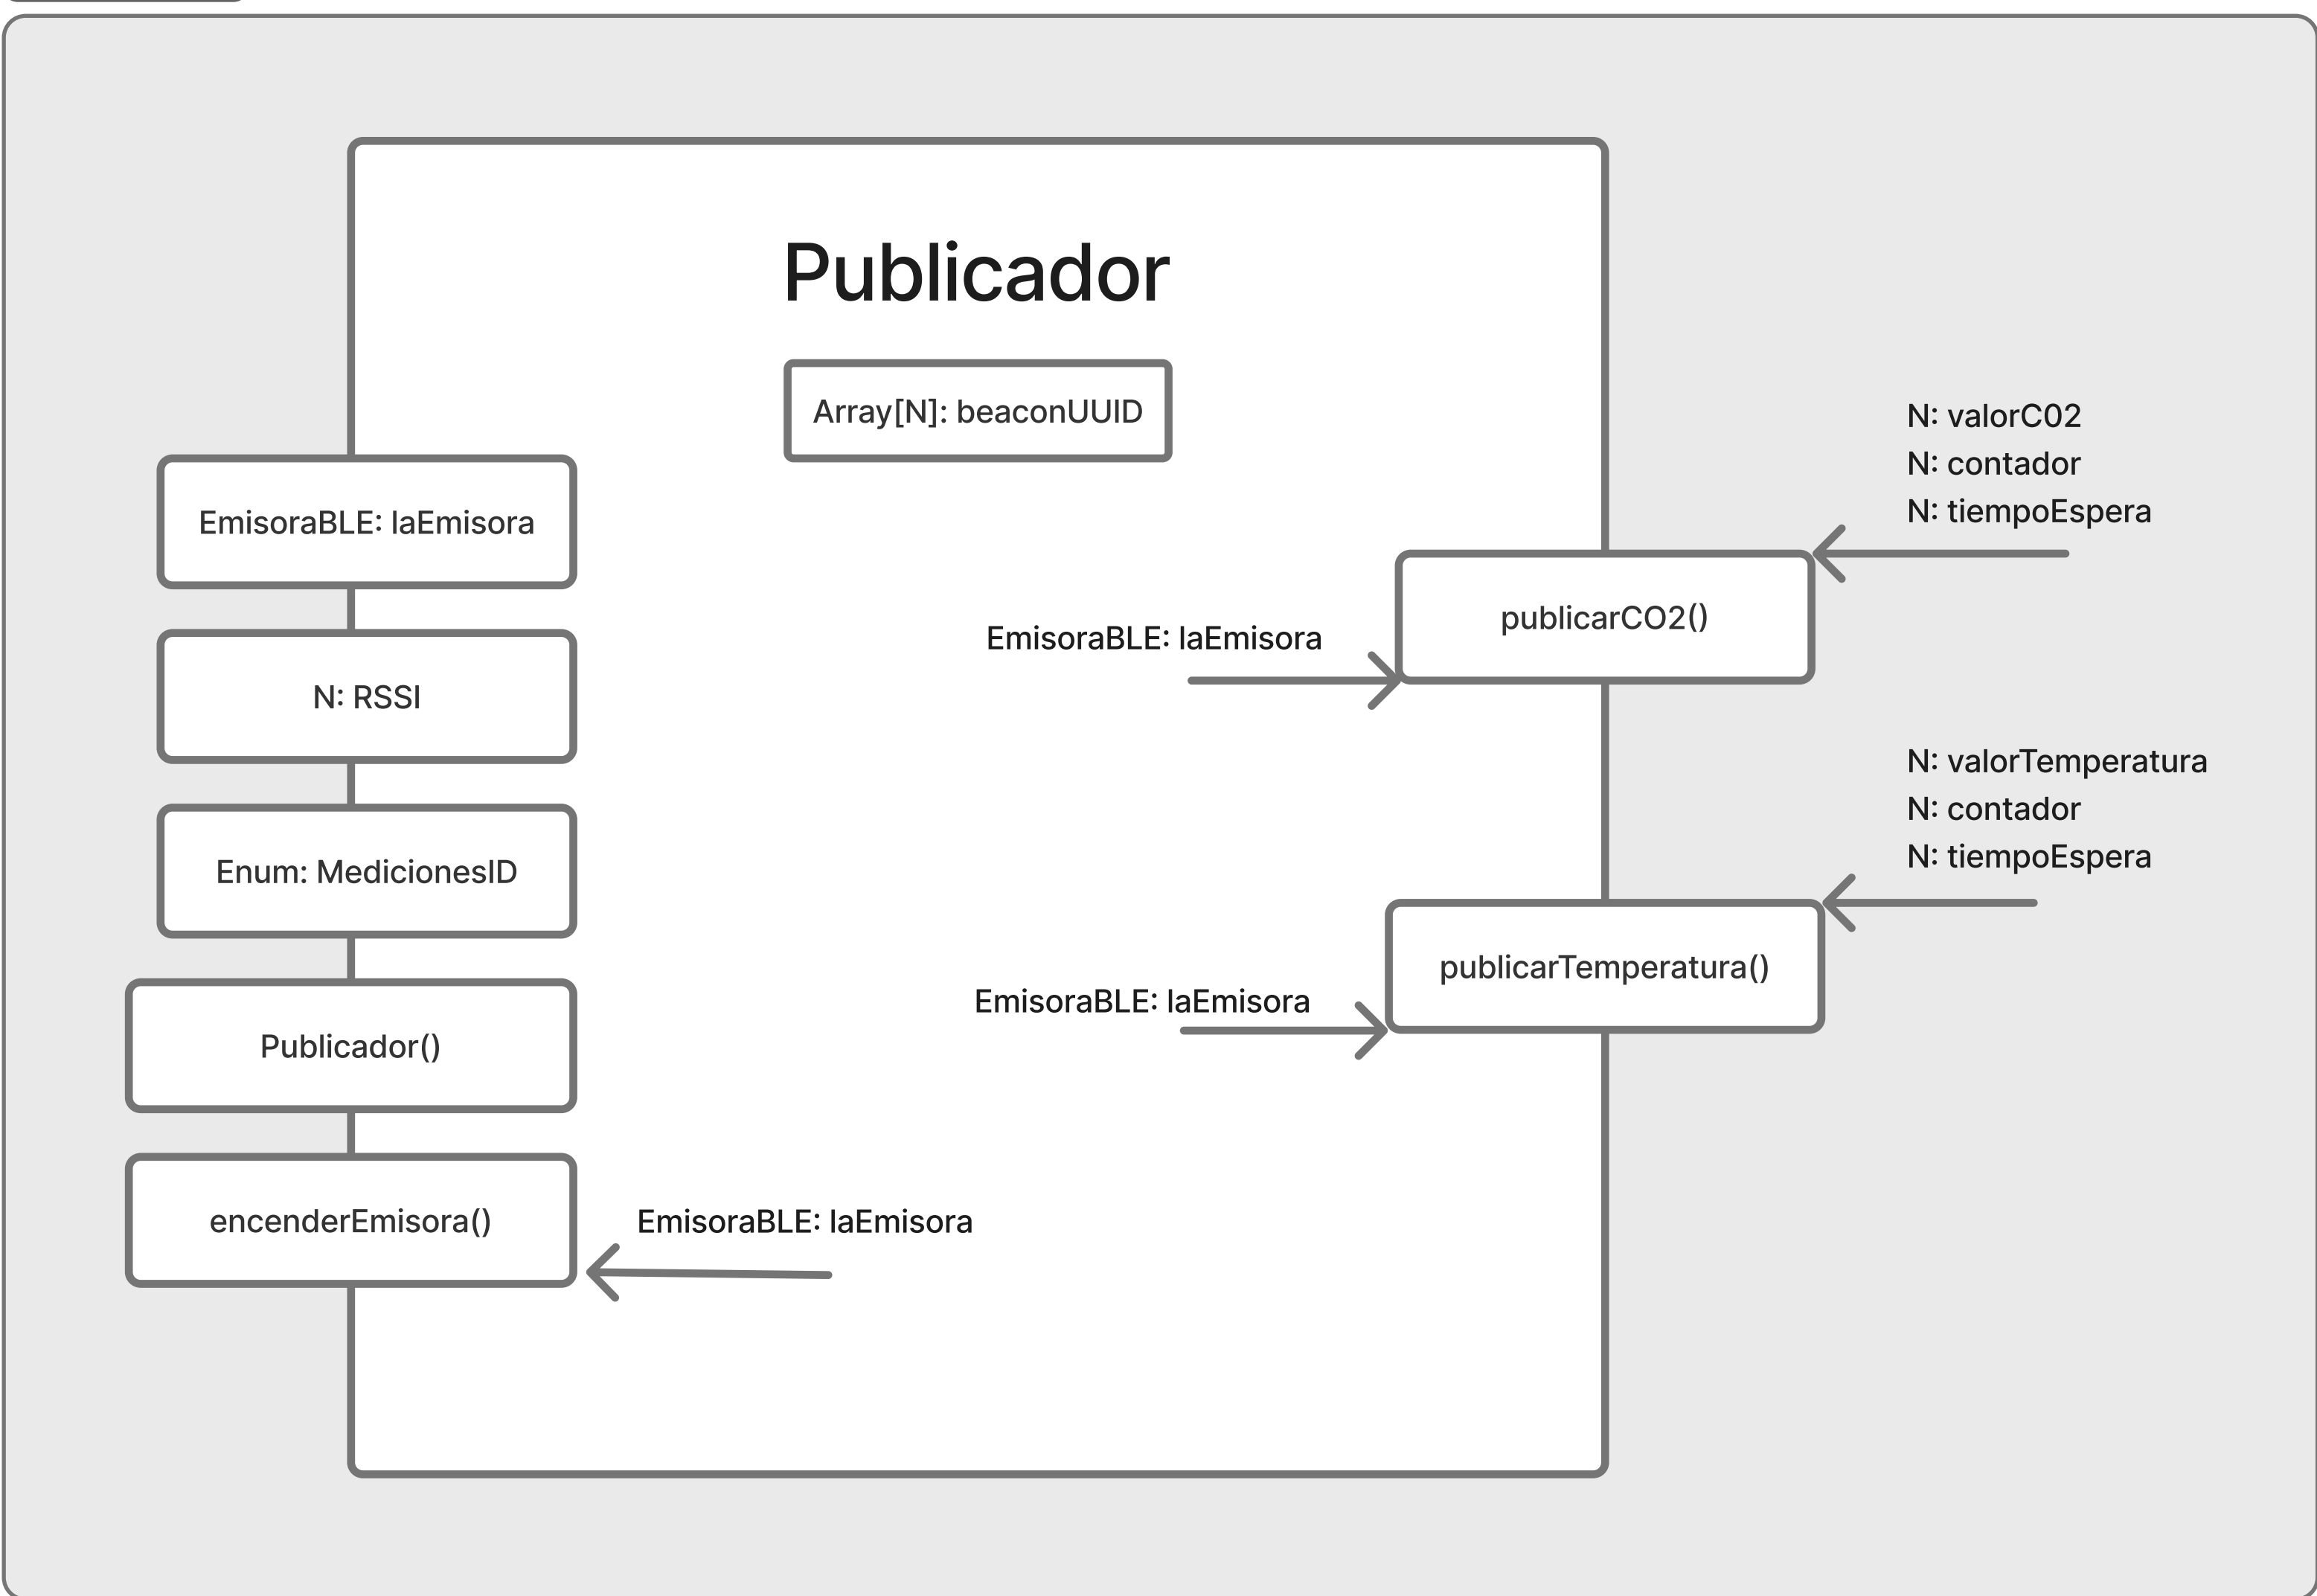 Publicador
Array[N]: beaconUUID
EmisoraBLE: laEmisora
N: RSSI
Enum: MedicionesID
Publicador()
encenderEmisora()
EmisoraBLE: laEmisora
EmisoraBLE: laEmisora
publicarCO2()
N: valorC02
N: contador
N: tiempoEspera
EmisoraBLE: laEmisora
publicarTemperatura()
N: valorTemperatura
N: contador
N: tiempoEspera